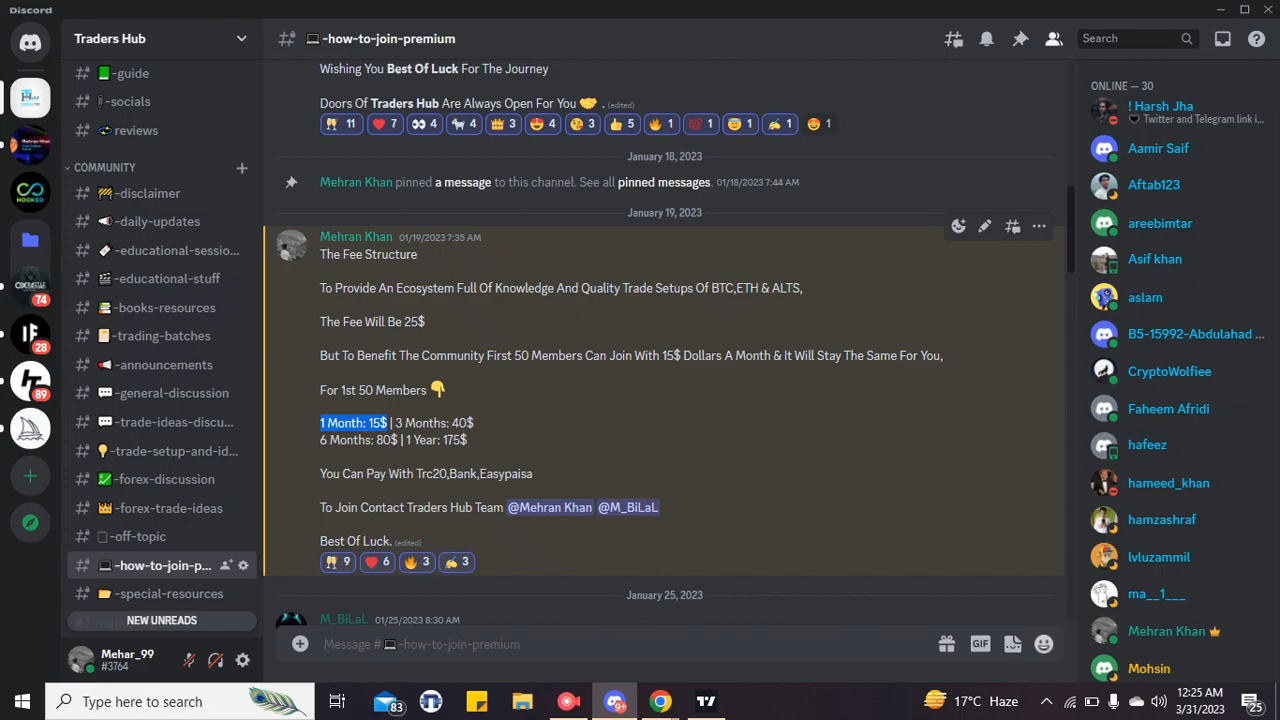 Discord
Traders Hub
-how-to-join-premium
Search
-guide
-socials
reviews
COMMUNITY
-disclaimer
-daily-updates
-educational-sessio...
-educational-stuff
-books-resources
-trading-batches
-announcements
-general-discussion
-trade-ideas-discu...
-trade-setup-and-id...
-forex-discussion
-forex-trade-ideas
-off-topic
-how-to-join-p...
-special-resources
NEW UNREADS
Mehar_99
#3764
74
28
89
Wishing You Best Of Luck For The Journey
Doors Of Traders Hub Are Always Open For You 🤝 . (edited)
11 7 4 4 3 4 3 5 1 1 1 1 1
January 18, 2023
Mehran Khan pinned a message to this channel. See all pinned messages. 01/18/2023 7:44 AM
January 19, 2023
Mehran Khan 01/19/2023 7:35 AM
The Fee Structure
To Provide An Ecosystem Full Of Knowledge And Quality Trade Setups Of BTC,ETH & ALTS,
The Fee Will Be 25$
But To Benefit The Community First 50 Members Can Join With 15$ Dollars A Month & It Will Stay The Same For You,
For 1st 50 Members 👇
1 Month: 15$ | 3 Months: 40$
6 Months: 80$ | 1 Year: 175$
You Can Pay With Trc20,Bank,Easypaisa
To Join Contact Traders Hub Team @Mehran Khan @M_BiLaL
Best Of Luck. (edited)
9 6 3 3
January 25, 2023
M_BiLaL 01/25/2023 8:30 AM
Message # -how-to-join-premium
GIF
ONLINE — 30
! Harsh Jha
Twitter and Telegram link i...
Aamir Saif
Aftab123
areebimtar
Asif khan
aslam
B5-15992-Abdulahad ...
CryptoWolfiee
Faheem Afridi
hafeez
hameed_khan
hamzashraf
lvluzammil
ma__1___
Mehran Khan
Mohsin
Type here to search
83
9+
17°C Haze
12:25 AM
3/31/2023
25